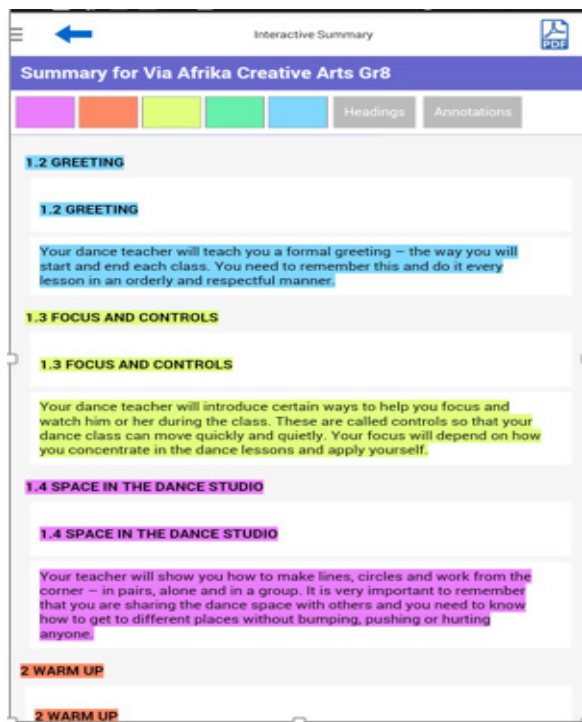 Interactive Summary
PDF
Summary for Via Afrika Creative Arts Gr8
Headings Annotations
1.2 GREETING
1.2 GREETING
Your dance teacher will teach you a formal greeting – the way you will
start and end each class. You need to remember this and do it every
lesson in an orderly and respectful manner.
1.3 FOCUS AND CONTROLS
1.3 FOCUS AND CONTROLS
Your dance teacher will introduce certain ways to help you focus and
watch him or her during the class. These are called controls so that your
dance class can move quickly and quietly. Your focus will depend on how
you concentrate in the dance lessons and apply yourself.
1.4 SPACE IN THE DANCE STUDIO
1.4 SPACE IN THE DANCE STUDIO
Your teacher will show you how to make lines, circles and work from the
corner – in pairs, alone and in a group. It is very important to remember
that you are sharing the dance space with others and you need to know
how to get to different places without bumping, pushing or hurting
anyone.
2 WARM UP
2 WARM UP